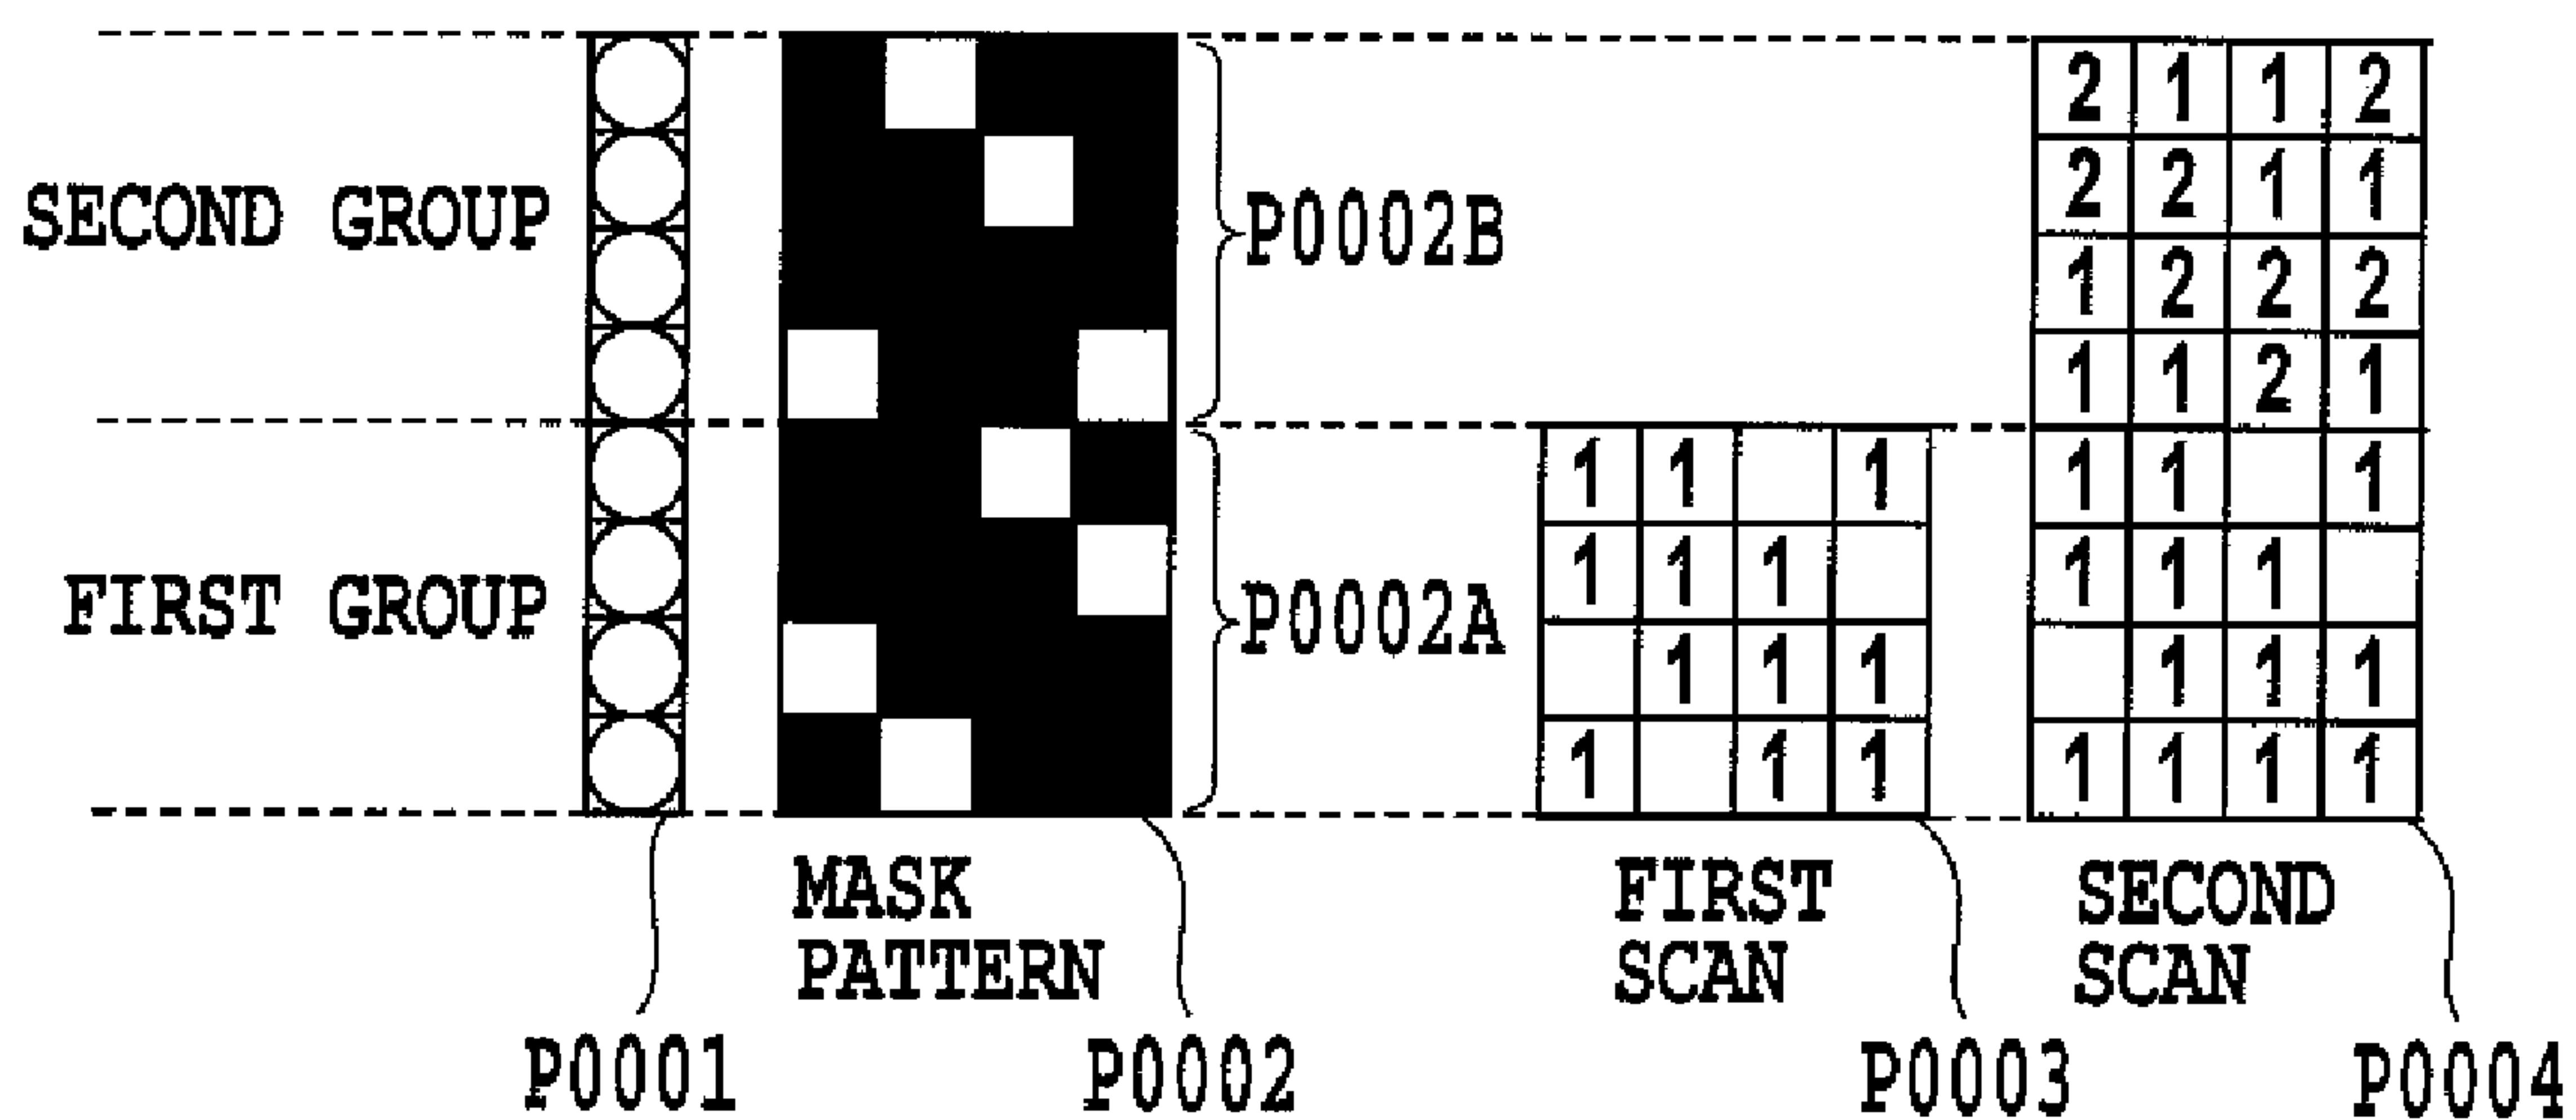 SECOND GROUP
FIRST GROUP
P0002B
P0002A
2 1 1 2
2 2 1 1
1 2 2 2
1 1 2 1
1 1 1
1 1 1
1 1 1
1 1 1 1
1 1 1
1 1 1
1 1 1
1 1 1
MASK
PATTERN
FIRST
SCAN
SECOND
SCAN
P0001
P0002
P0003
P0004